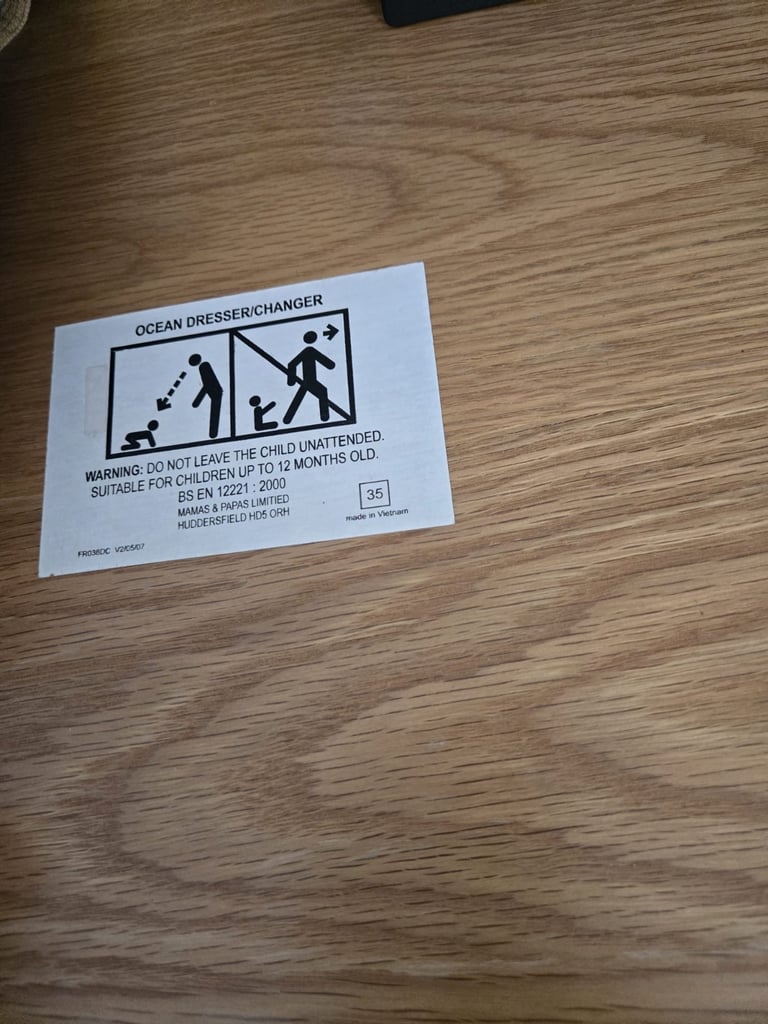 OCEAN DRESSER/CHANGER
WARNING: DO NOT LEAVE THE CHILD UNATTENDED.
SUITABLE FOR CHILDREN UP TO 12 MONTHS OLD.
BS EN 12221 : 2000
MAMAS & PAPAS LIMITIED
HUDDERSFIELD HD5 ORH
35
made in Vietnam
FR036DC V2/05/07